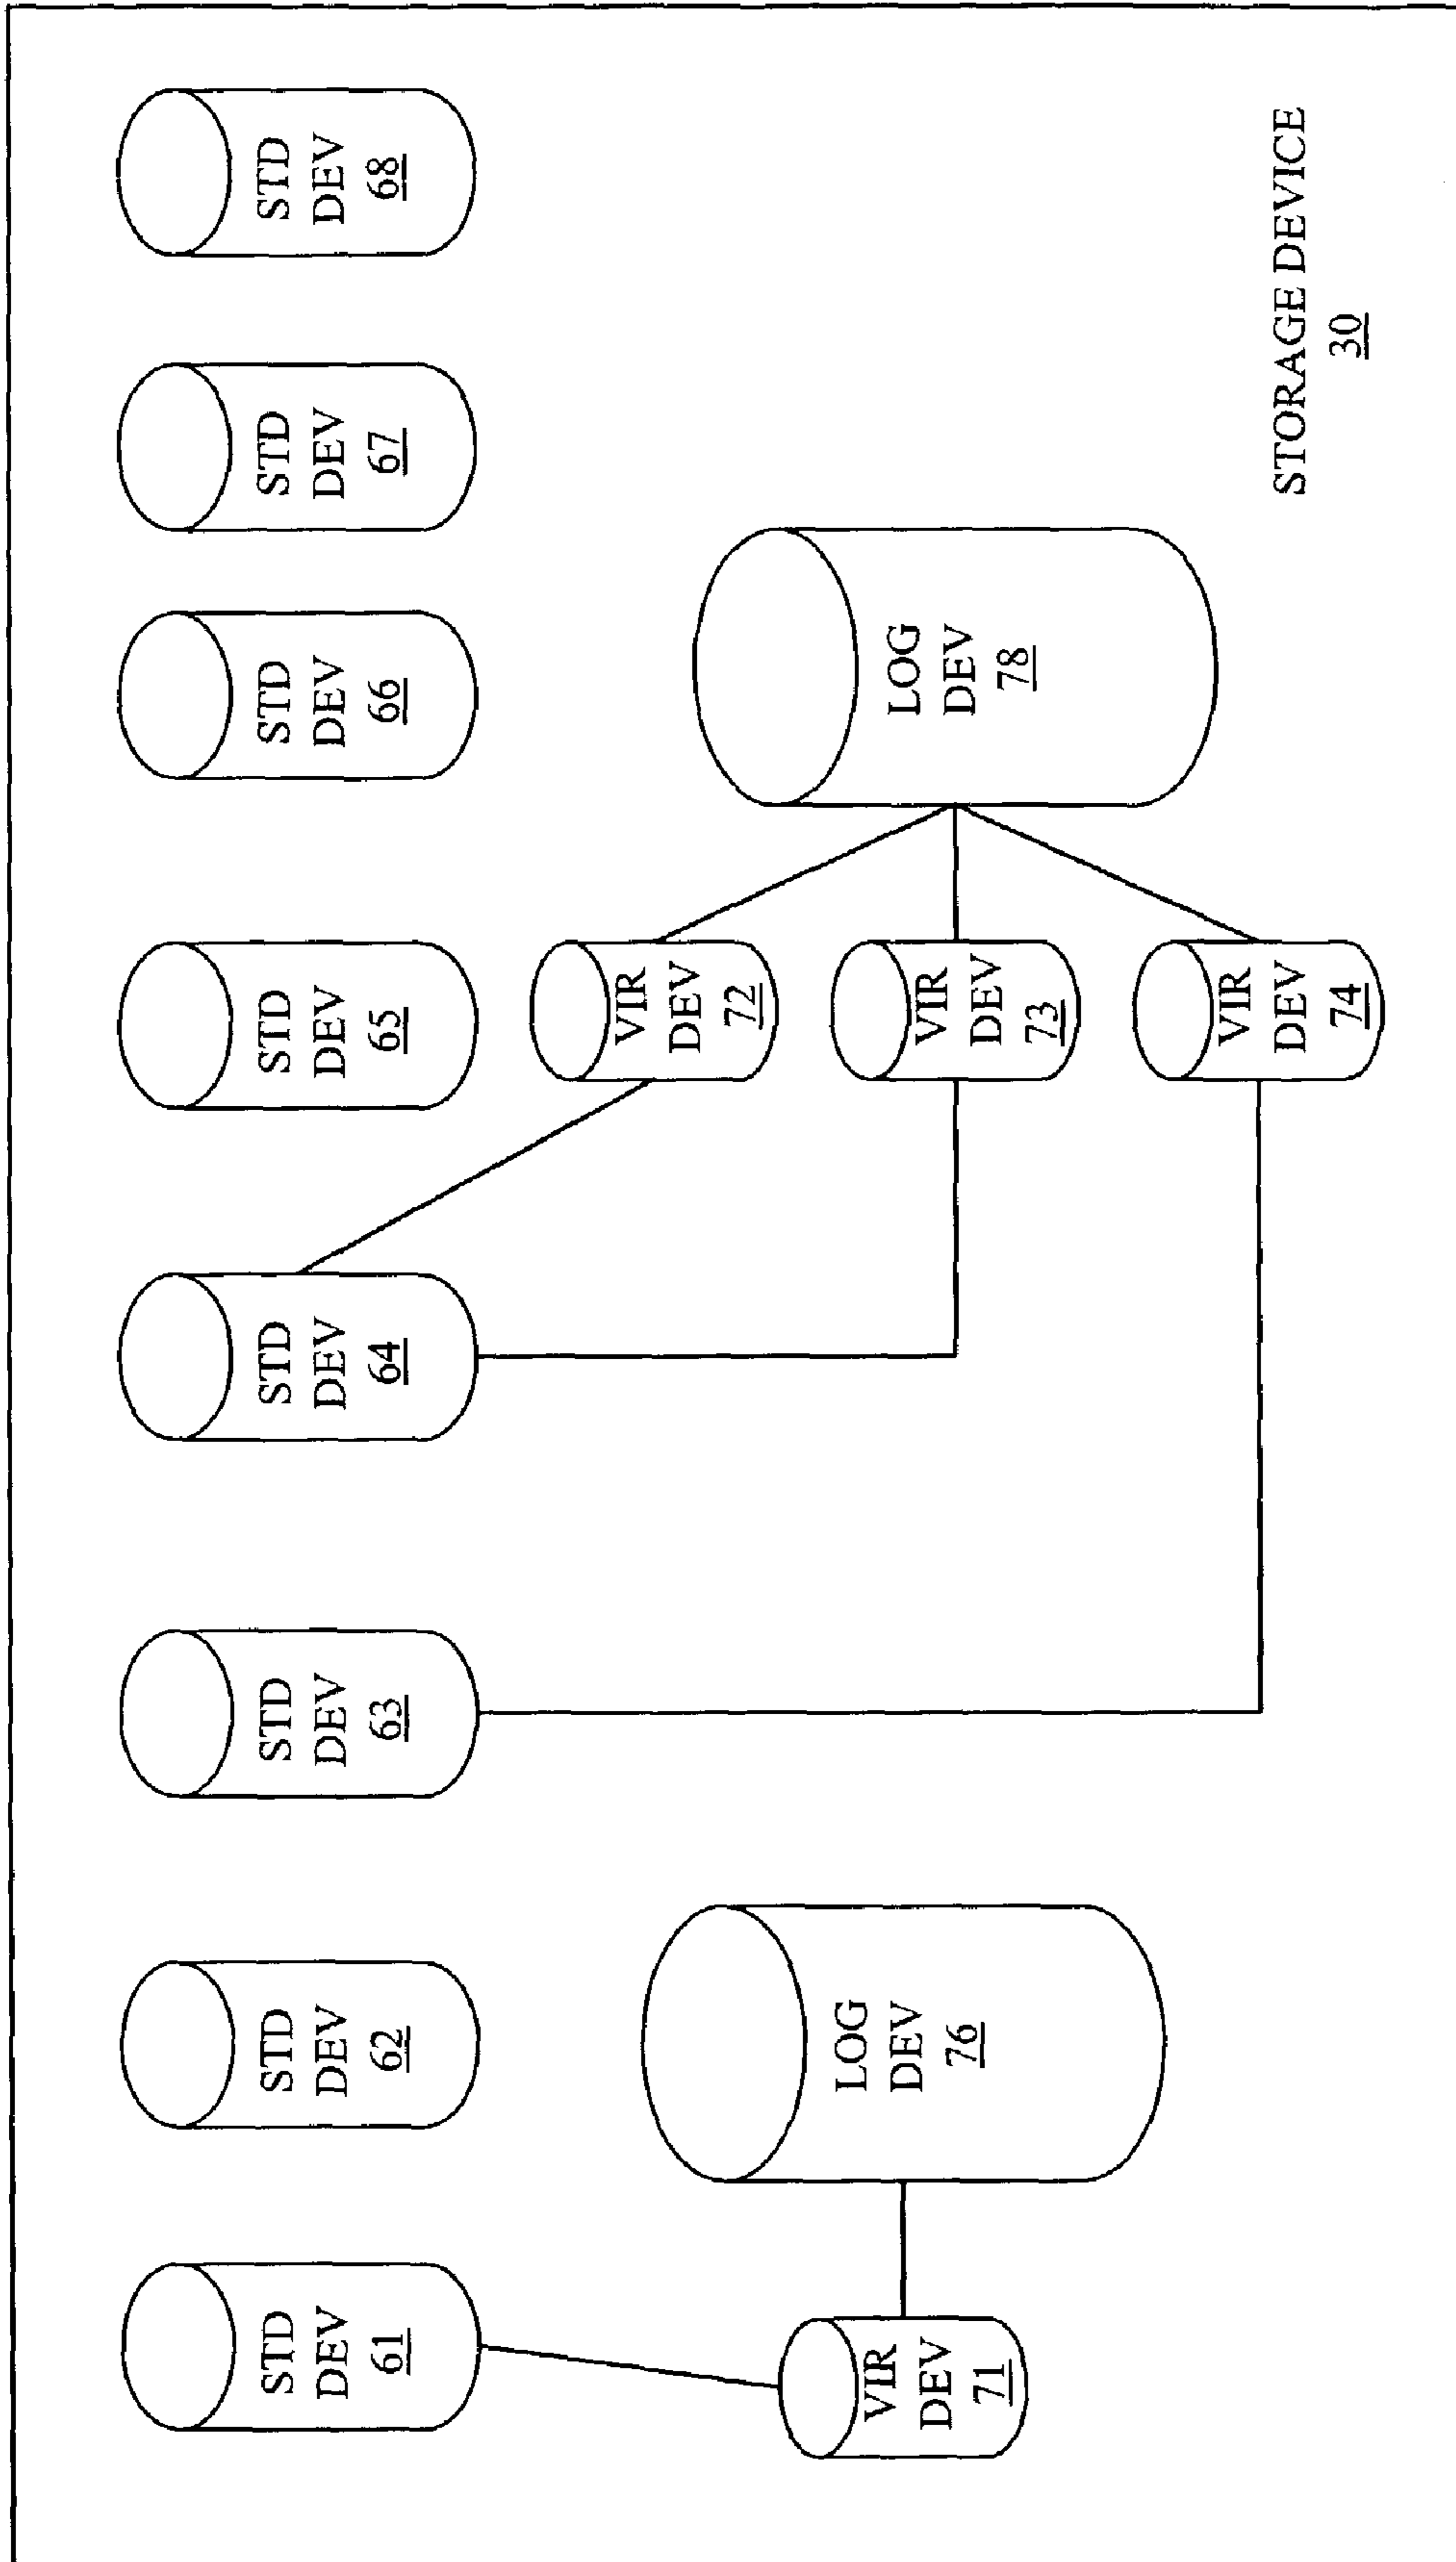 STD
DEV
61
STD
DEV
62
STD
DEV
63
STD
DEV
64
STD
DEV
65
STD
DEV
66
STD
DEV
67
STD
DEV
68
VIR
DEV
71
LOG
DEV
76
VIR
DEV
72
VIR
DEV
73
VIR
DEV
74
LOG
DEV
78
STORAGE DEVICE
30